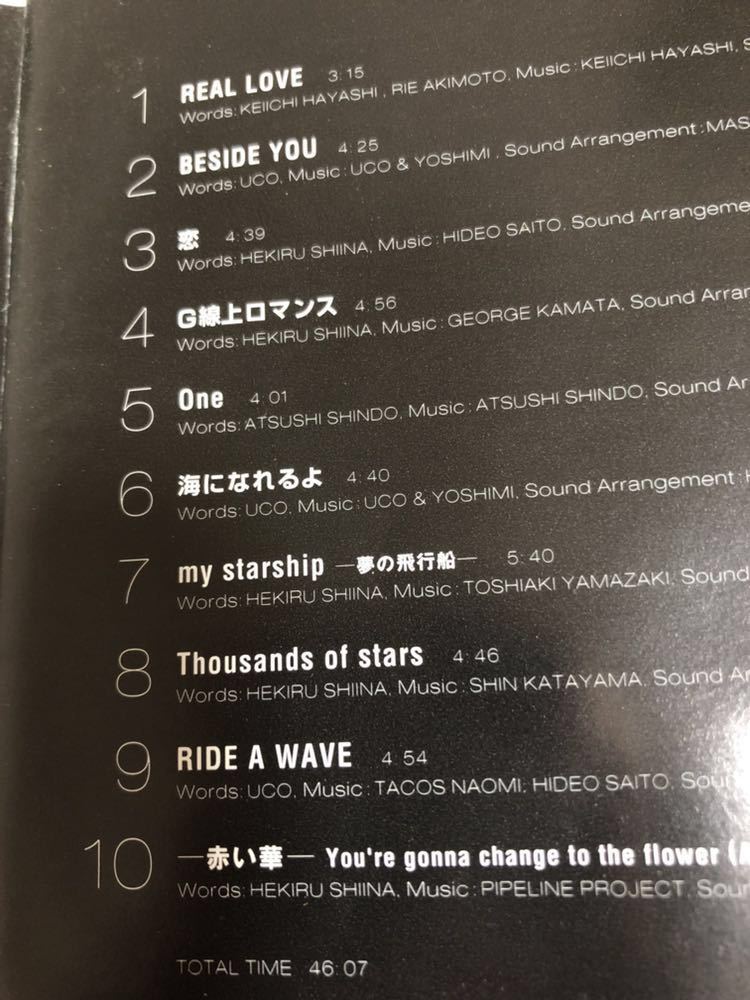 1 REAL LOVE 3:15
Words:KEIICHI HAYASHI , RIE AKIMOTO, Music : KEIICHI HAYASHI,
2 BESIDE YOU 4:25
Words:UCO, Music : UCO & YOSHIMI , Sound Arrangement : MAS
3 恋 4:39
Words:HEKIRU SHIINA, Music : HIDEO SAITO, Sound Arrangeme
4 G線上ロマンス 4:56
Words:HEKIRU SHIINA, Music : GEORGE KAMATA, Sound Arran
5 One 4:01
Words:ATSUSHI SHINDO, Music : ATSUSHI SHINDO, Sound Ar
6 海になれるよ 4:40
Words:UCO, Music : UCO & YOSHIMI, Sound Arrangement :
7 my starship —夢の飛行船— 5:40
Words:HEKIRU SHIINA, Music : TOSHIAKI YAMAZAKI, Sound
8 Thousands of stars 4:46
Words:HEKIRU SHIINA, Music : SHIN KATAYAMA, Sound Ar
9 RIDE A WAVE 4:54
Words:UCO, Music : TACOS NAOMI; HIDEO SAITO, Soun
10 —赤い華— You're gonna change to the flower (A
Words:HEKIRU SHIINA, Music : PIPELINE PROJECT, Soun
TOTAL TIME 46:07